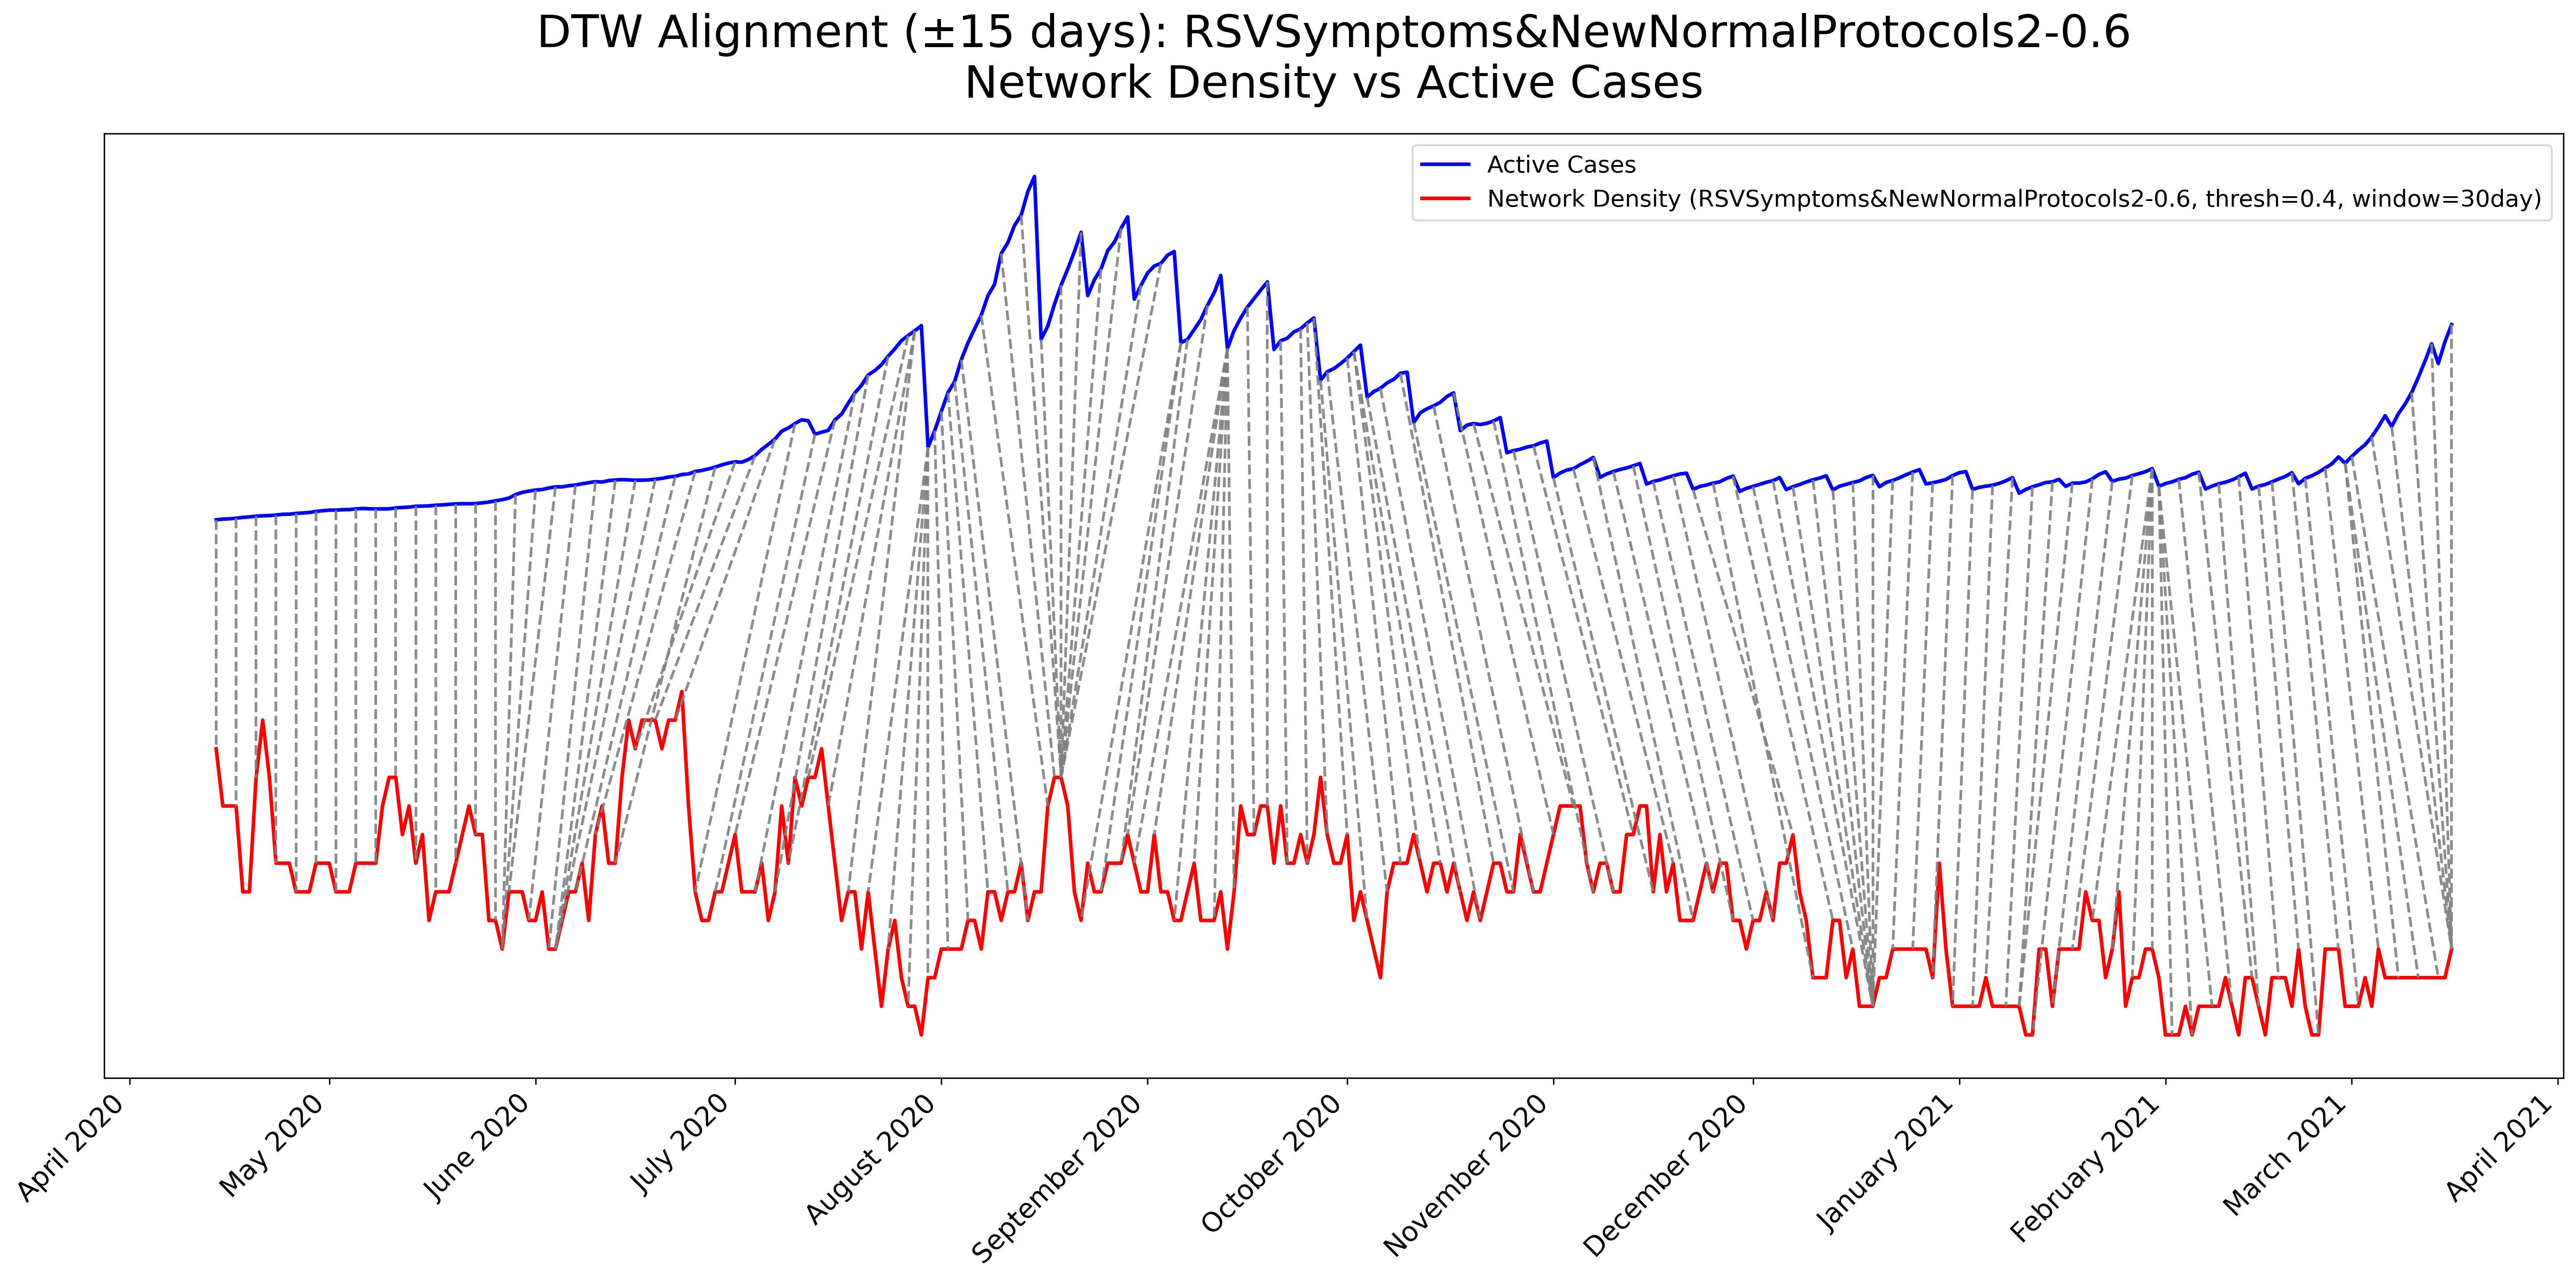 DTW Alignment (±15 days): RSVSymptoms&NewNormalProtocols2-0.6
Network Density vs Active Cases
Active Cases
Network Density (RSVSymptoms&NewNormalProtocols2-0.6, thresh=0.4, window=30day)
April 2020
May 2020
June 2020
July 2020
August 2020
September 2020
October 2020
November 2020
December 2020
January 2021
February 2021
March 2021
April 2021